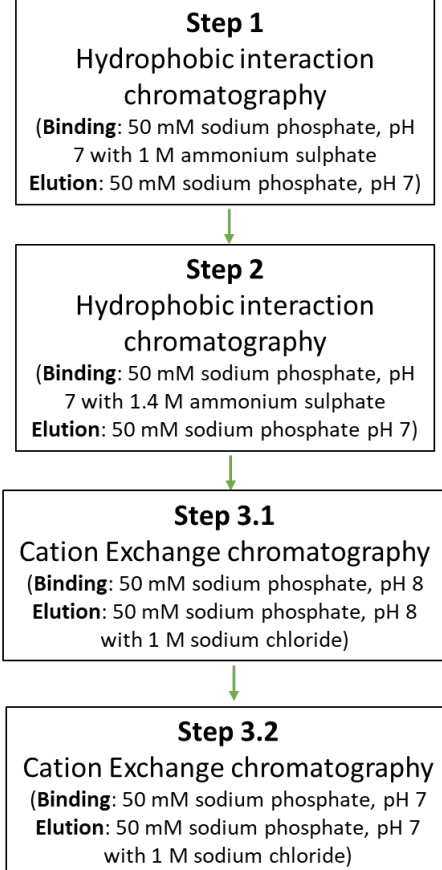 Step 1
Hydrophobic interaction
chromatography
(Binding: 50 mM sodium phosphate, pH
7 with 1 M ammonium sulphate
Elution: 50 mM sodium phosphate, pH 7)
Step 2
Hydrophobic interaction
chromatography
(Binding: 50 mM sodium phosphate, pH
7 with 1.4 M ammonium sulphate
Elution: 50 mM sodium phosphate pH 7)
Step 3.1
Cation Exchange chromatography
(Binding: 50 mM sodium phosphate, pH 8
Elution: 50 mM sodium phosphate, pH 8
with 1 M sodium chloride)
Step 3.2
Cation Exchange chromatography
(Binding: 50 mM sodium phosphate, pH 7
Elution: 50 mM sodium phosphate, pH 7
with 1 M sodium chloride)